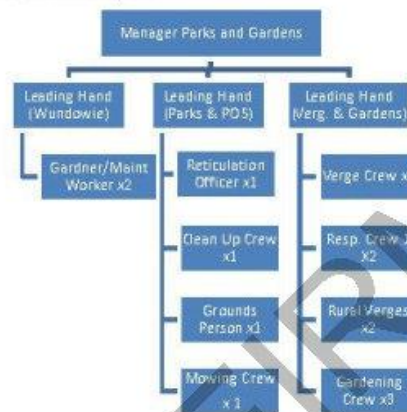 Manager Parks and Gardens
Leading Hand
(Wundowie)
Leading Hand
(Parks & POS)
Leading Hand
(Verg. & Gardens)
Gardner/Maint
Worker x2
Reticulation
Officer x1
Clean Up Crew
x1
Grounds
Person x1
Mowing Crew
x 1
Verge Crew
Resp. Crew
X2
Rural Verges
x2
Gardening
Crew x3